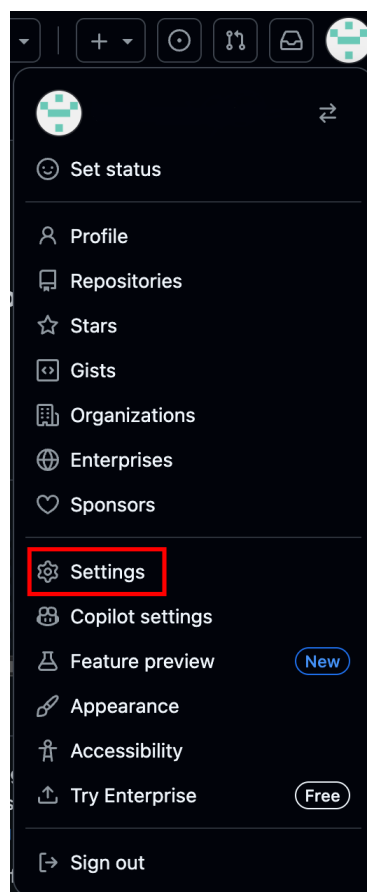 Set status
Profile
Repositories
Stars
Gists
Organizations
Enterprises
Sponsors
Settings
Copilot settings
Feature preview New
Appearance
Accessibility
Try Enterprise Free
Sign out